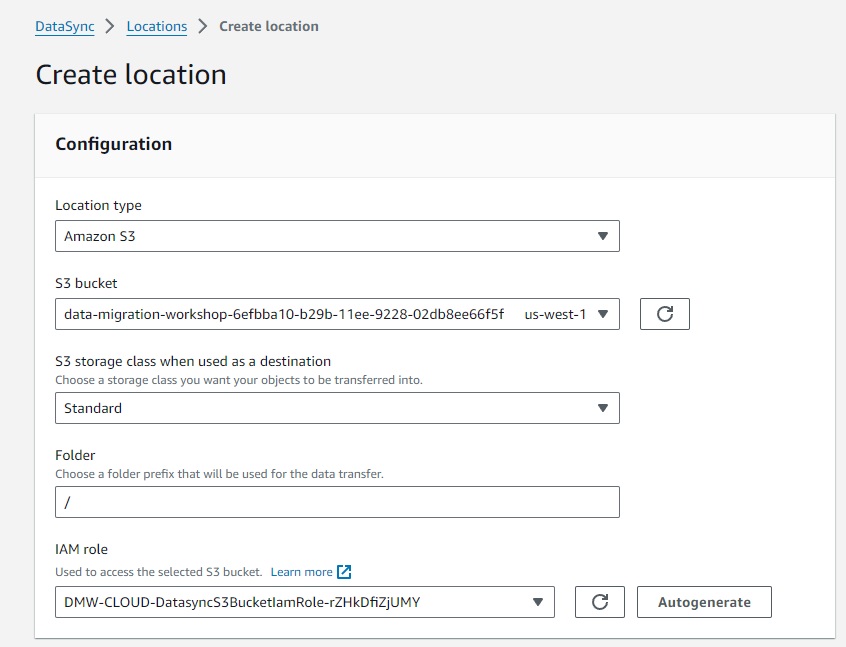 DataSync > Locations > Create location
Create location
Configuration
Location type
Amazon S3
S3 bucket
data-migration-workshop-6efbba10-b29b-11ee-9228-02db8ee66f5f us-west-1
S3 storage class when used as a destination
Choose a storage class you want your objects to be transferred into.
Standard
Folder
Choose a folder prefix that will be used for the data transfer.
/
IAM role
Used to access the selected S3 bucket. Learn more
DMW-CLOUD-DatasyncS3BucketIamRole-rZHkDfiZjUMY Autogenerate